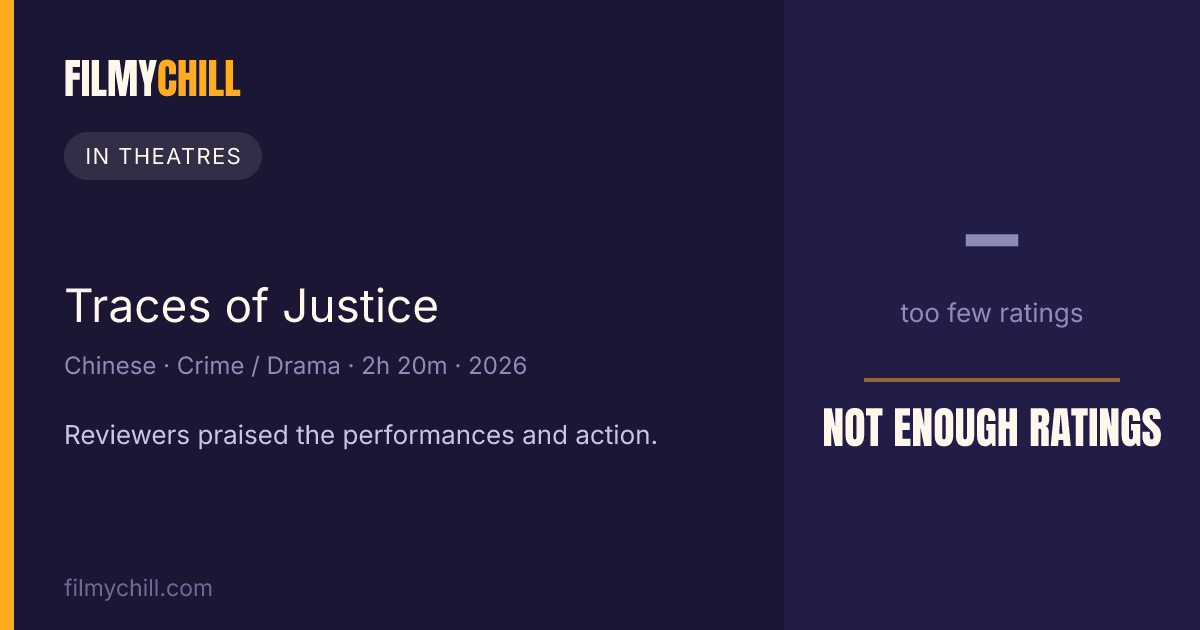 FILMYCHILL
IN THEATRES
Traces of Justice
Chinese · Crime / Drama · 2h 20m · 2026
Reviewers praised the performances and action.
filmychill.com
–
too few ratings
NOT ENOUGH RATINGS